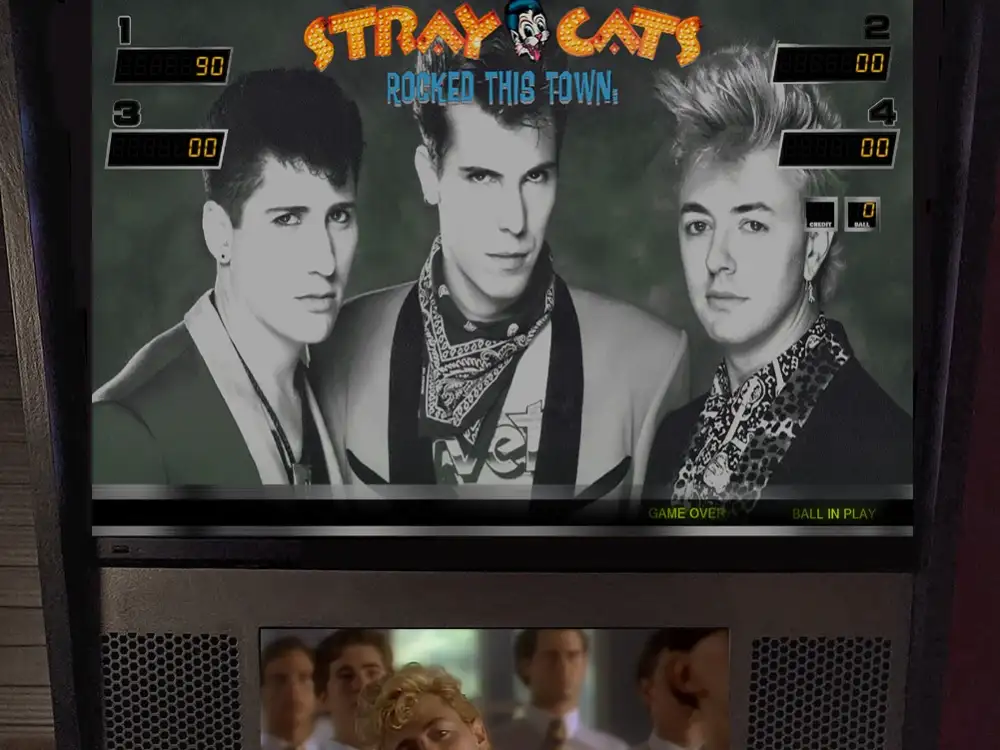 STRAY CATS
ROCKED THIS TOWN.
1
90
2
00
3
00
4
00
CREDIT
0
BALL
GAME OVER
BALL IN PLAY